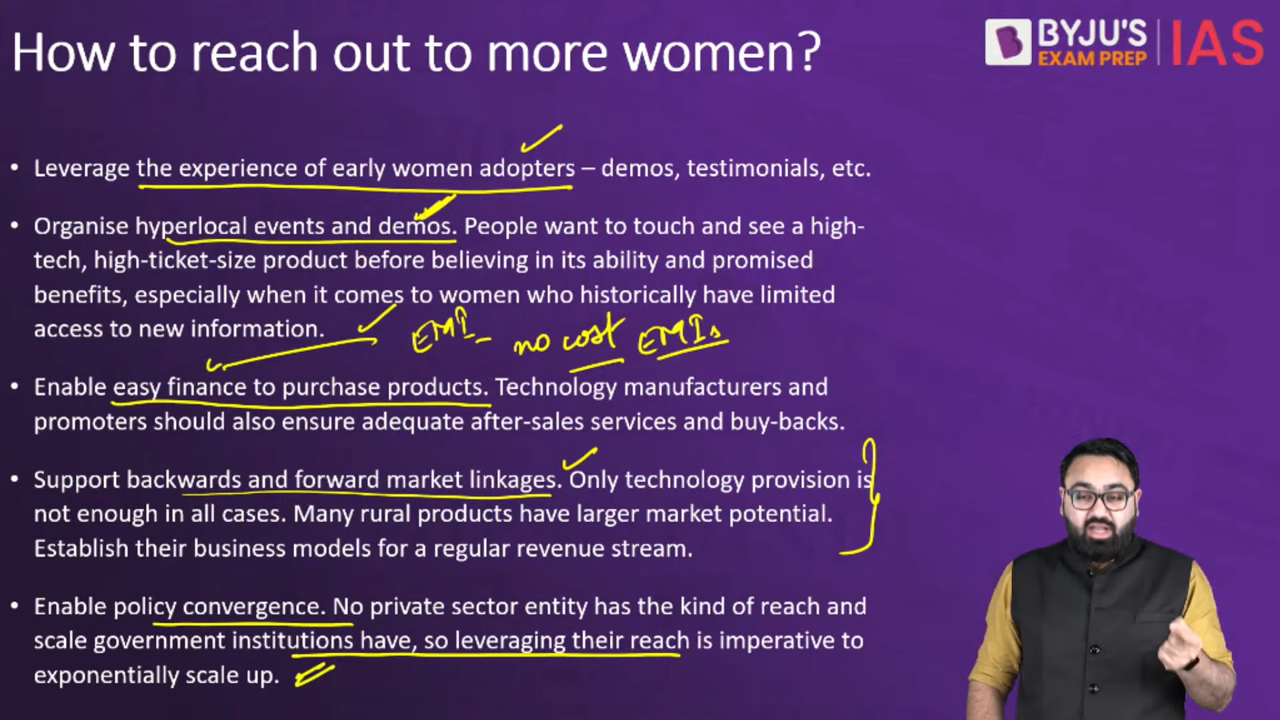 How to reach out to more women?
BYJU'S
EXAM PREP
IAS
• Leverage the experience of early women adopters – demos, testimonials, etc.
• Organise hyperlocal events and demos. People want to touch and see a high-
tech, high-ticket-size product before believing in its ability and promised
benefits, especially when it comes to women who historically have limited
access to new information.
EMI – no cost EMIs
• Enable easy finance to purchase products. Technology manufacturers and
promoters should also ensure adequate after-sales services and buy-backs.
• Support backwards and forward market linkages. Only technology provision is
not enough in all cases. Many rural products have larger market potential.
Establish their business models for a regular revenue stream.
• Enable policy convergence. No private sector entity has the kind of reach and
scale government institutions have, so leveraging their reach is imperative to
exponentially scale up.